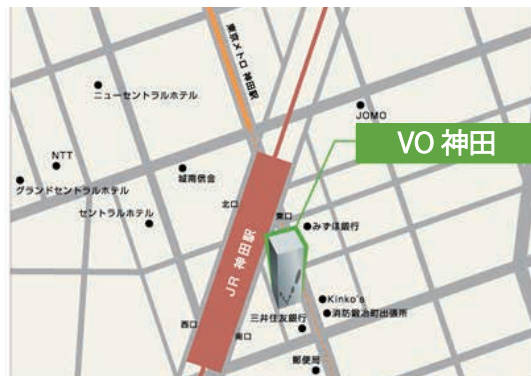 東京メトロ 神田駅
ニューセントラルホテル
JOMO
VO 神田
NTT
城南信金
グランドセントラルホテル
北口
東口
セントラルホテル
みずほ銀行
JR 神田駅
Kinko's
西口
三井住友銀行
消防鍛冶町出張所
南口
郵便局